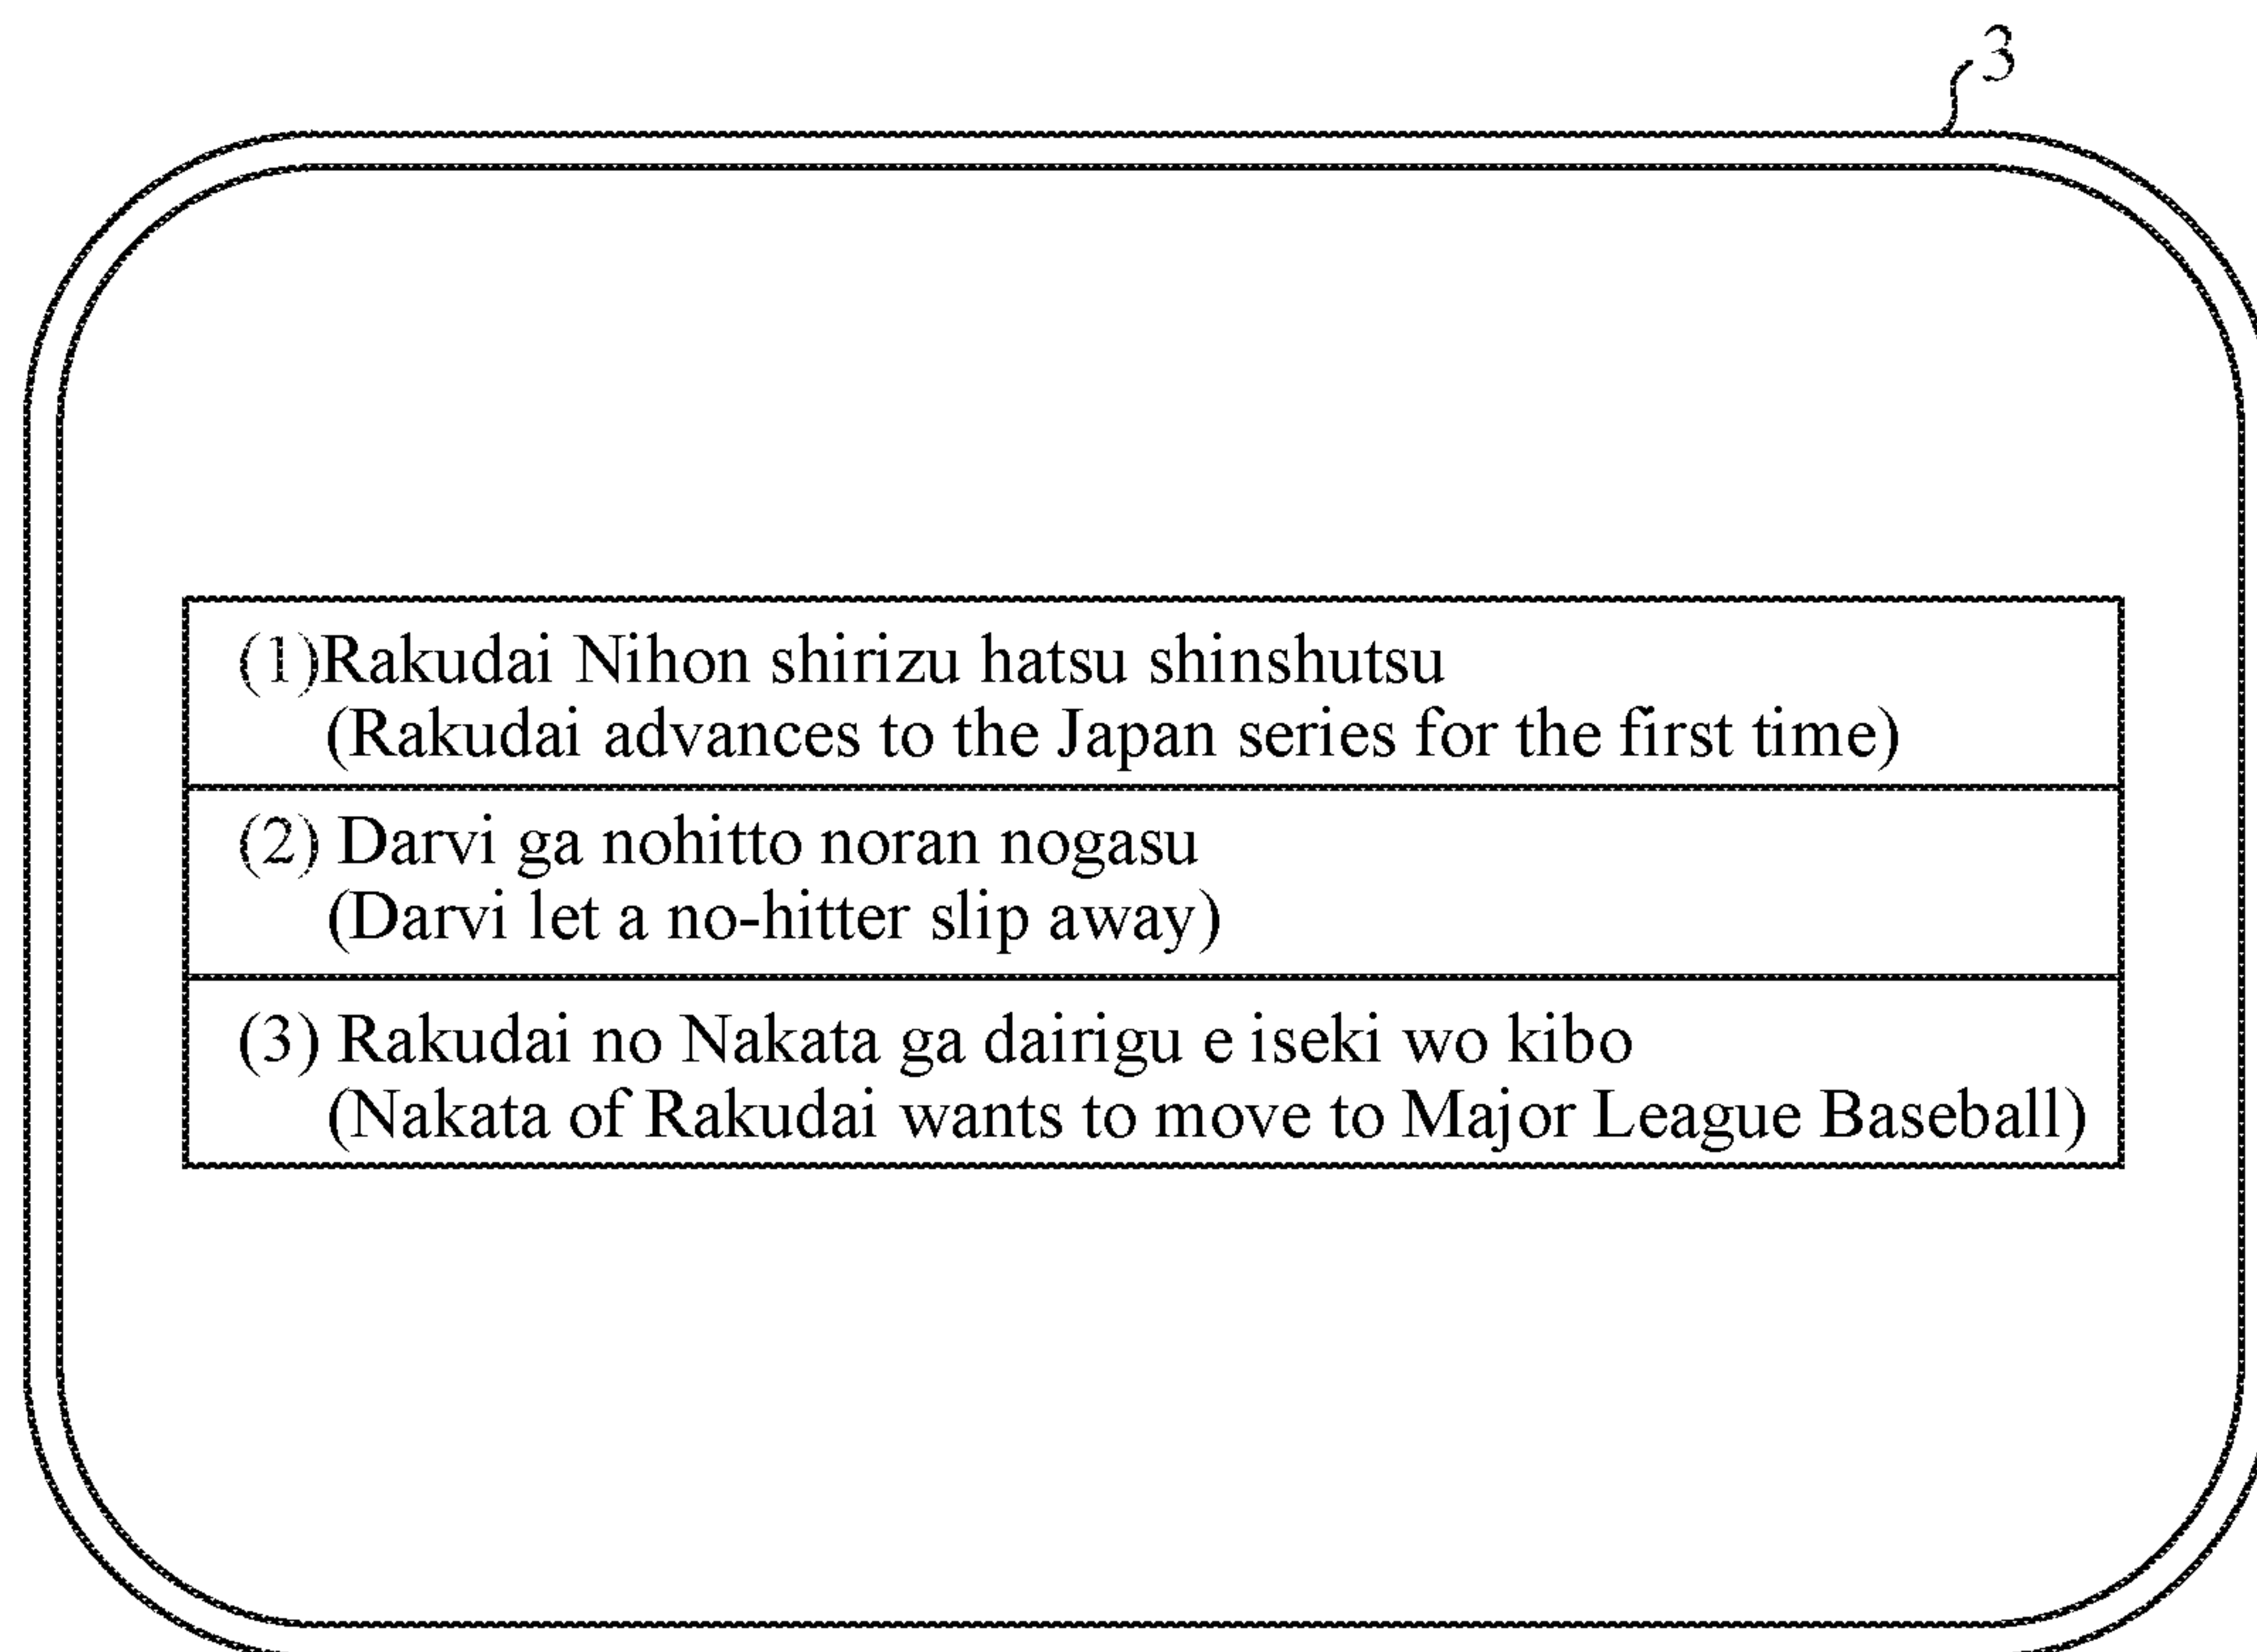 3
(1)Rakudai Nihon shirizu hatsu shinshutsu
(Rakudai advances to the Japan series for the first time)
(2) Darvi ga nohitto noran nogasu
(Darvi let a no-hitter slip away)
(3) Rakudai no Nakata ga dairigu e iseki wo kibo
(Nakata of Rakudai wants to move to Major League Baseball)